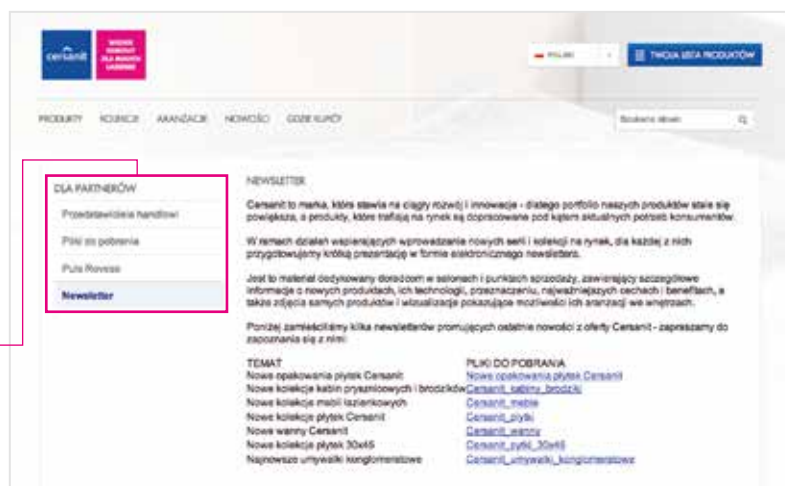 cersanit
POLSKI
TWOJA LISTA PRODUKTÓW
PRODUKTY KOLEKCJE ARANŻACJE NOWOŚCI GDZIE KUPIĆ
Szukane słowo
DLA PARTNERÓW
Przedstawiciele handlowi
Pliki do pobrania
Puls Rovese
Newsletter
NEWSLETTER
Cersanit to marka, która stawia na ciągły rozwój i innowacje - dlatego portfolio naszych produktów stale się
powiększa, a produkty, które trafiają na rynek są dopracowane pod kątem aktualnych potrzeb konsumentów.
W ramach działań wspierających wprowadzanie nowych serii i kolekcji na rynek, dla każdej z nich
przygotowujemy krótką prezentację w formie elektronicznego newslettera.
Jest to materiał dedykowany doradcom w salonach i punktach sprzedaży, zawierający szczegółowe
informacje o nowych produktach, ich technologii, przeznaczeniu, najważniejszych cechach i benefitach, a
także zdjęcia samych produktów i wizualizacje pokazujące możliwości ich aranżacji we wnętrzach.
Poniżej zamieściliśmy kilka newsletterów promujących ostatnie nowości z oferty Cersanit - zapraszamy do
zapoznania się z nimi:
TEMAT PLIKI DO POBRANIA
Nowe opakowania płytek Cersanit Nowe opakowania płytek Cersanit
Nowe kolekcje kabin prysznicowych i brodzików Cersanit_kabiny_brodziki
Nowe kolekcje mebli łazienkowych Cersanit_meble
Nowe kolekcje płytek Cersanit Cersanit_płytki
Nowe wanny Cersanit Cersanit_wanny
Nowe kolekcje płytek 30x45 Cersanit_pytki_30x45
Najnowsze umywalki konglomeratowe Cersanit_umywalki_konglomeratowe